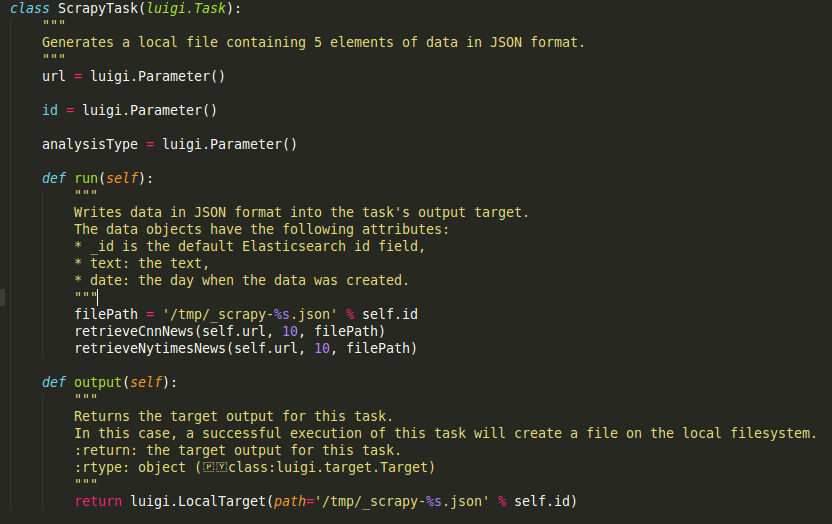 class ScrapyTask(luigi.Task):
    """
    Generates a local file containing 5 elements of data in JSON format.
    """
    url = luigi.Parameter()
    id = luigi.Parameter()
    analysisType = luigi.Parameter()
    def run(self):
        """
        Writes data in JSON format into the task's output target.
        The data objects have the following attributes:
        * _id is the default Elasticsearch id field,
        * text: the text,
        * date: the day when the data was created.
        """
        filePath = '/tmp/_scrapy-%s.json' % self.id
        retrieveCnnNews(self.url, 10, filePath)
        retrieveNytimesNews(self.url, 10, filePath)
    def output(self):
        """
        Returns the target output for this task.
        In this case, a successful execution of this task will create a file on the local filesystem.
        :return: the target output for this task.
        :rtype: object (🇵🇾class:luigi.target.Target)
        """
        return luigi.LocalTarget(path='/tmp/_scrapy-%s.json' % self.id)